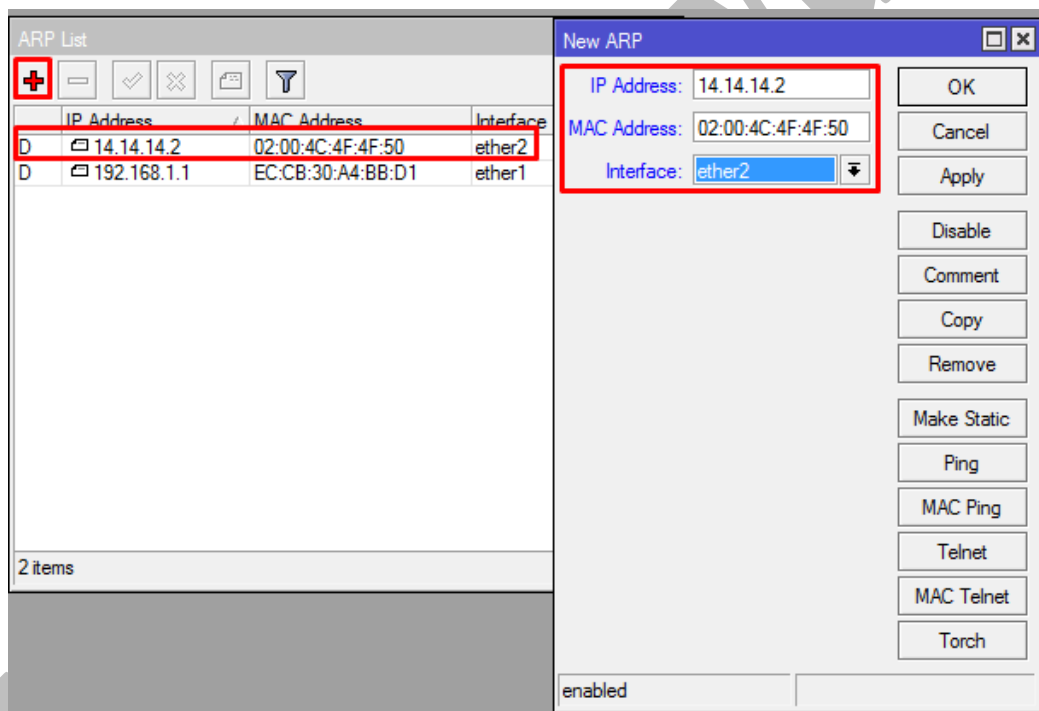 ARP List
IP Address MAC Address Interface
D 14.14.14.2 02:00:4C:4F:4F:50 ether2
D 192.168.1.1 EC:CB:30:A4:BB:D1 ether1
2 items
New ARP
IP Address: 14.14.14.2
MAC Address: 02:00:4C:4F:4F:50
Interface: ether2
OK
Cancel
Apply
Disable
Comment
Copy
Remove
Make Static
Ping
MAC Ping
Telnet
MAC Telnet
Torch
enabled